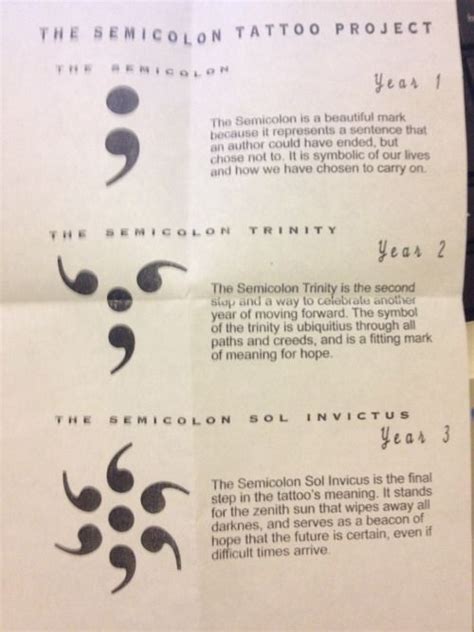 THE SEMICOLON TATTOO PROJECT
THE SEMICOLON
Year 1
The Semicolon is a beautiful mark
because it represents a sentence that
an author could have ended, but
chose not to. It is symbolic of our lives
and how we have chosen to carry on.
THE SEMICOLON TRINITY
Year 2
The Semicolon Trinity is the second
step and a way to celebrate another
year of moving forward. The symbol
of the trinity is ubiquitius through all
paths and creeds, and is a fitting mark
of meaning for hope.
THE SEMICOLON SOL INVICTUS
Year 3
The Semicolon Sol Invicus is the final
step in the tattoo's meaning. It stands
for the zenith sun that wipes away all
darknes, and serves as a beacon of
hope that the future is certain, even if
difficult times arrive.